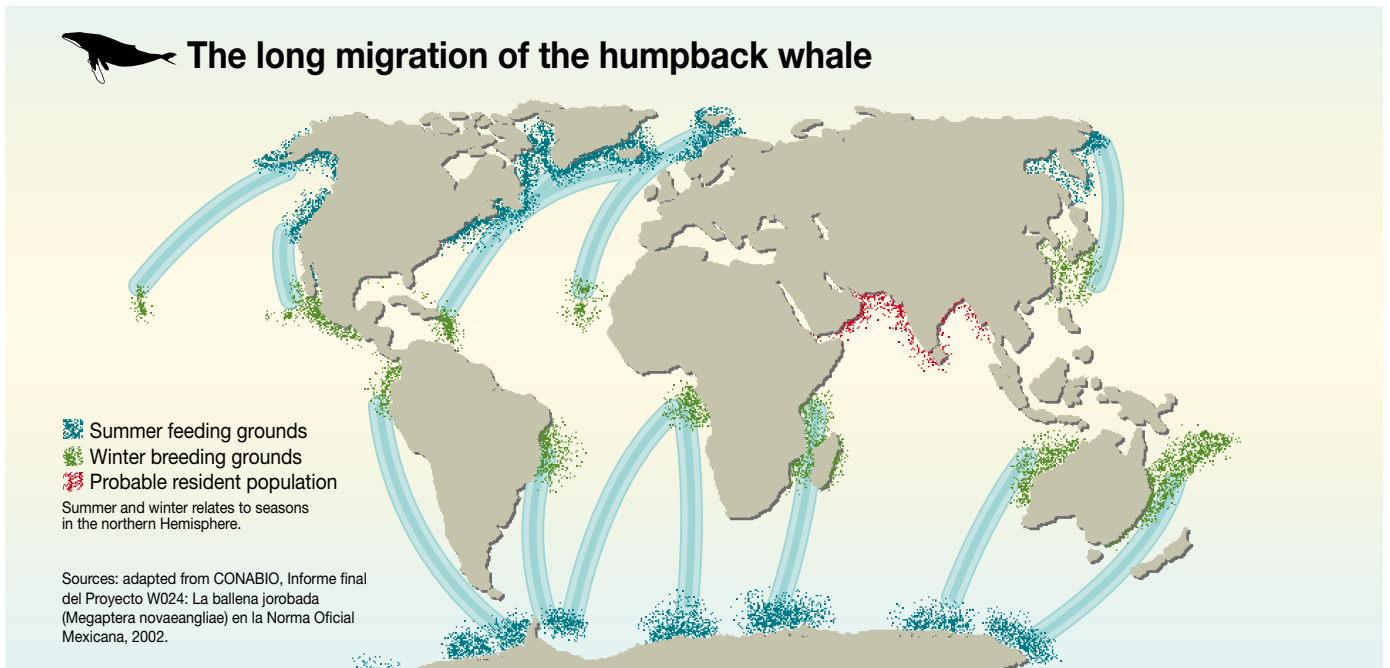 The long migration of the humpback whale
Summer feeding grounds
Winter breeding grounds
Probable resident population
Summer and winter relates to seasons
in the northern Hemisphere.
Sources: adapted from CONABIO, Informe final
del Proyecto W024: La ballena jorobada
(Megaptera novaeangliae) en la Norma Oficial
Mexicana, 2002.